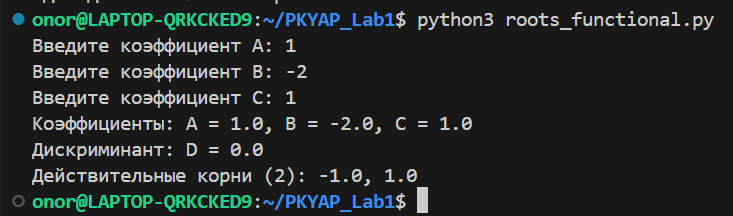 onor@LAPTOP-QRKCKED9:~/PKYAP_Lab1$ python3 roots_functional.py
Введите коэффициент A: 1
Введите коэффициент B: -2
Введите коэффициент C: 1
Коэффициенты: A = 1.0, B = -2.0, C = 1.0
Дискриминант: D = 0.0
Действительные корни (2): -1.0, 1.0
onor@LAPTOP-QRKCKED9:~/PKYAP_Lab1$